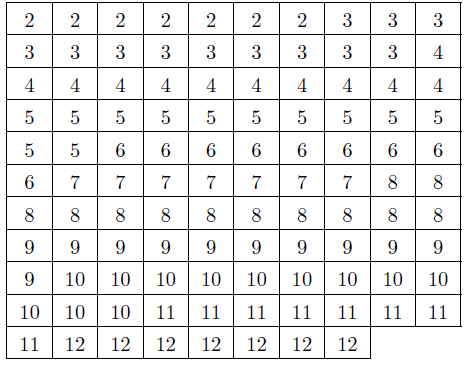 2 2 2 2 2 2 2 3 3 3
3 3 3 3 3 3 3 3 3 4
4 4 4 4 4 4 4 4 4 4
5 5 5 5 5 5 5 5 5 5
5 5 6 6 6 6 6 6 6 6
6 7 7 7 7 7 7 7 8 8
8 8 8 8 8 8 8 8 8 8
9 9 9 9 9 9 9 9 9 9
9 10 10 10 10 10 10 10 10 10
10 10 10 11 11 11 11 11 11 11
11 12 12 12 12 12 12 12